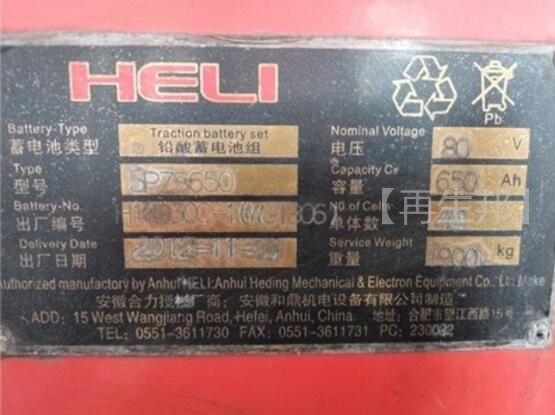 HELI
Pb
Battery-Type Traction battery set Nominal Voltage 80 V
蓄电池类型 铅酸蓄电池组 电压
Type 5PZS650 Capacity C5 650 Ah
型号 容量
Battery-No. NO.of Cells
出厂编号 单体数
【再生邦】
Delivery Date 2012-11- Service Weight kg
出厂日期 重量
Authorized manufactory by Anhui HELI:Anhui Heding Mechanical & Electron Equipment Co., Ltd. Make
安徽合力授权厂商：安徽和鼎机电设备有限公司制造
ADD: 15 West Wangjiang Road, Hefei, Anhui, China. 地址：合肥市望江西路15号
TEL: 0551-3611730 FAX: 0551-3611731 PC: 230022